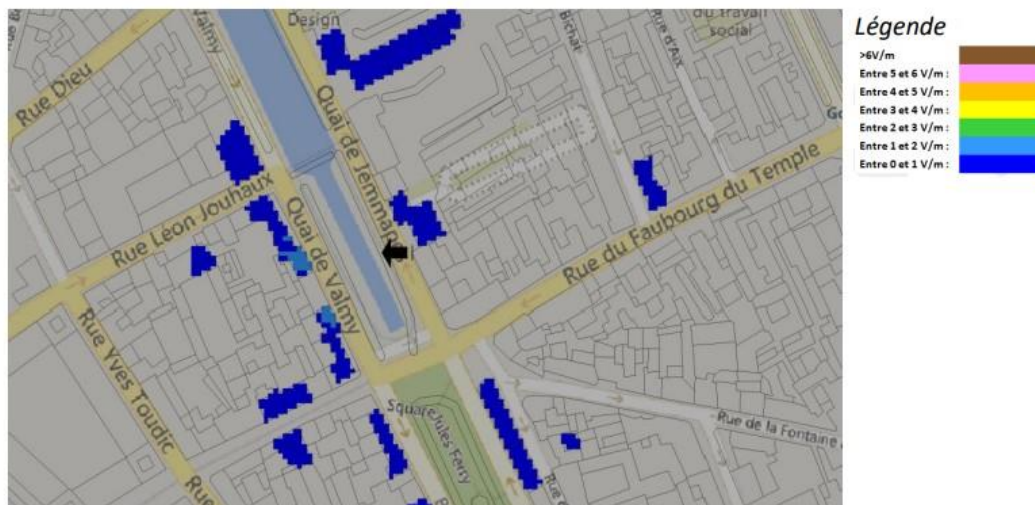 Légende
>6V/m
Entre 5 et 6 V/m :
Entre 4 et 5 V/m :
Entre 3 et 4 V/m :
Entre 2 et 3 V/m :
Entre 1 et 2 V/m :
Entre 0 et 1 V/m :
Design
Valmy
Bichat
Rue d'Aix
du travail
social
Rue Dieu
Quai de Jemmapes
Rue Léon Jouhaux
Quai de Valmy
Rue du Faubourg du Temple
Rue Yves Toudic
Square Jules Ferry
Rue de la Fontaine